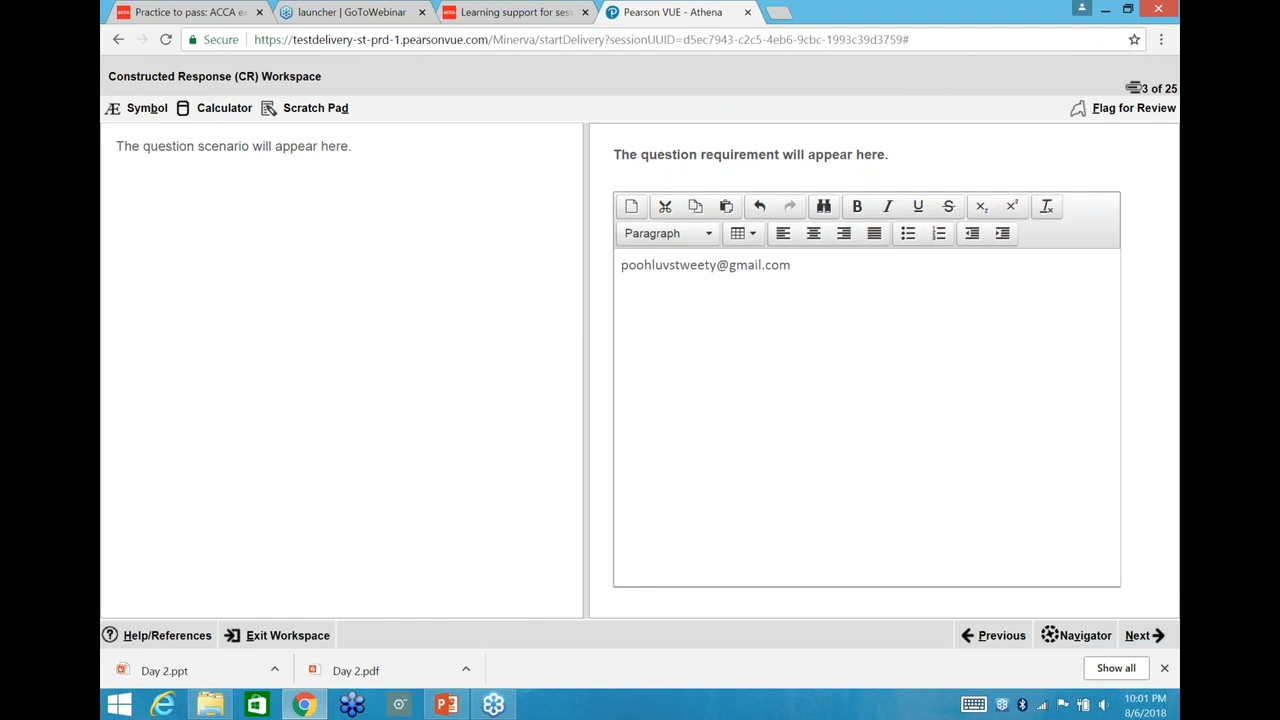 Practice to pass: ACCA ex
launcher | GoToWebinar
Learning support for sess
Pearson VUE - Athena
Secure
https://testdelivery-st-prd-1.pearsonvue.com/Minerva/startDelivery?sessionUUID=d5ec7943-c2c5-4eb6-9cbc-1993c39d3759#
Constructed Response (CR) Workspace
3 of 25
Symbol
Calculator
Scratch Pad
Flag for Review
The question scenario will appear here.
The question requirement will appear here.
Paragraph
poohluvstweety@gmail.com
Help/References
Exit Workspace
Previous
Navigator
Next
Day 2.ppt
Day 2.pdf
Show all
10:01 PM
8/6/2018